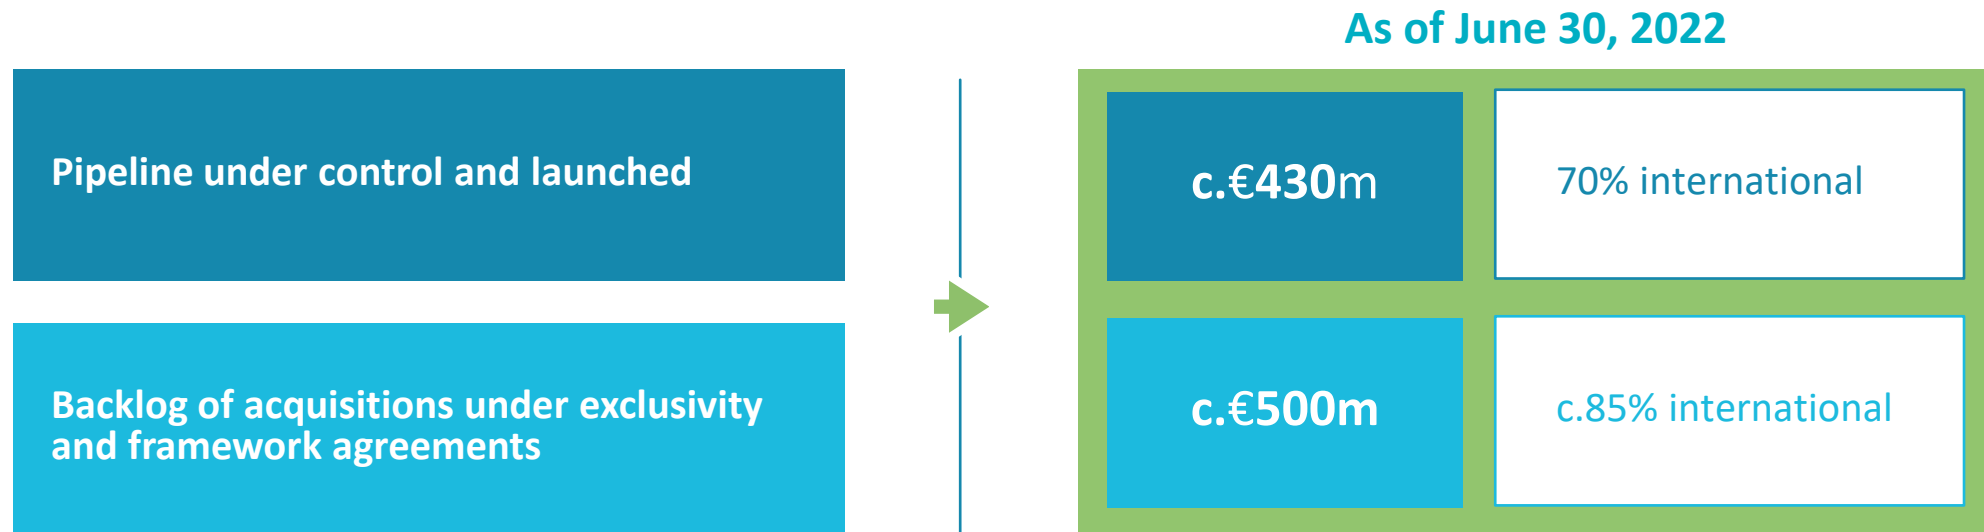 As of June 30, 2022
Pipeline under control and launched
c.€430m
70% international
Backlog of acquisitions under exclusivity
and framework agreements
c.€500m
c.85% international